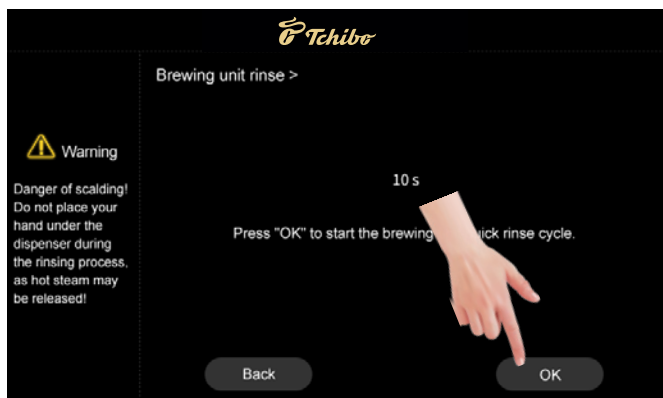 Tchibo
Brewing unit rinse >
Warning
Danger of scalding!
Do not place your
hand under the
dispenser during
the rinsing process,
as hot steam may
be released!
10 s
Press "OK" to start the brewing rinse cycle.
Back
OK